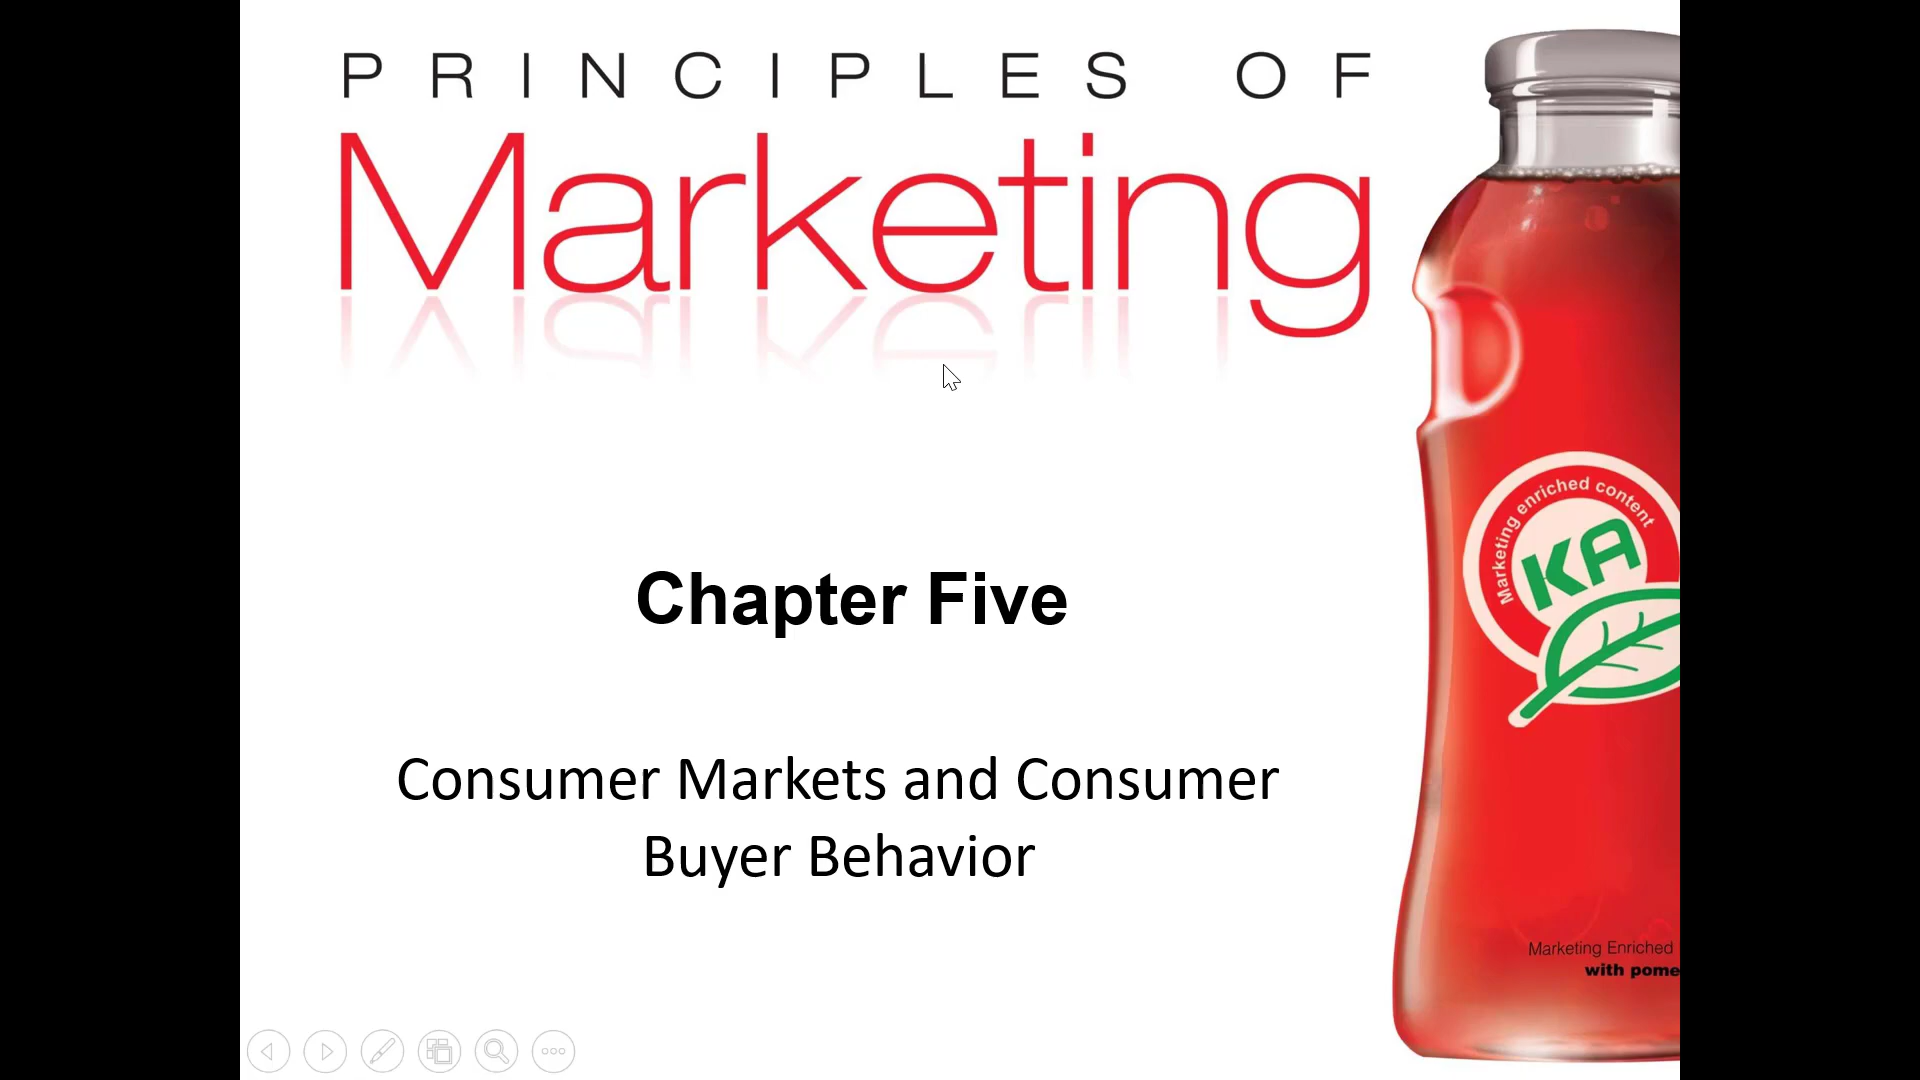 PRINCIPLES OF
Marketing
Marketing enriched content
KA
Chapter Five
Consumer Markets and Consumer
Buyer Behavior
Marketing Enriched
with pome